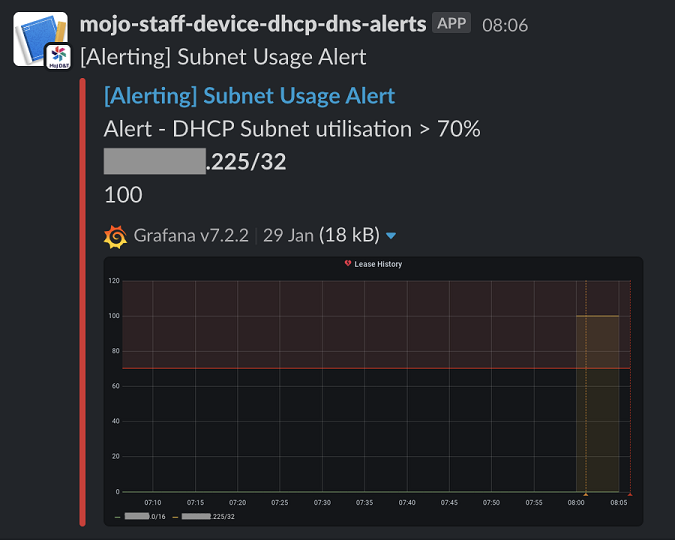 mojo-staff-device-dhcp-dns-alerts APP 08:06
[Alerting] Subnet Usage Alert
[Alerting] Subnet Usage Alert
Alert - DHCP Subnet utilisation > 70%
.225/32
100
Grafana v7.2.2 | 29 Jan (18 kB)
Lease History
120
100
80
60
40
20
0
07:10 07:15 07:20 07:25 07:30 07:35 07:40 07:45 07:50 07:55 08:00 08:05
.0/16 .225/32